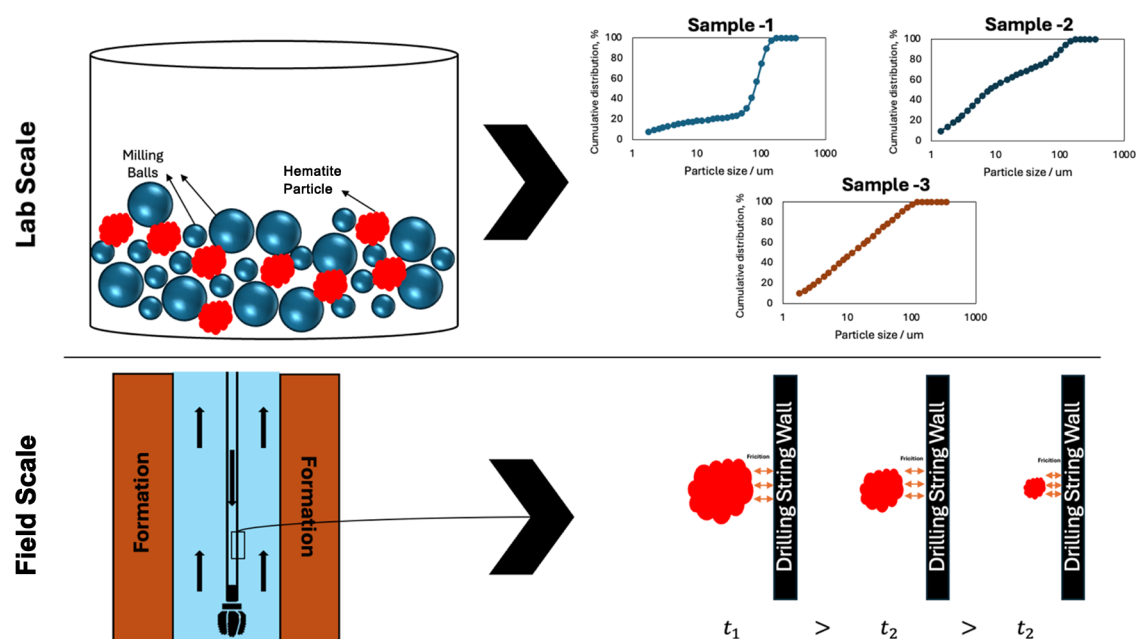 Lab Scale
Milling
Balls
Hematite
Particle
Sample -1
Cumulative distribution, %
100
80
60
40
20
0
1
10
100
1000
Particle size / um
Sample -2
Cumulative distribution, %
100
80
60
40
20
0
1
10
100
1000
Particle size / um
Sample -3
Cumulative distribution, %
100
80
60
40
20
0
1
10
100
1000
Particle size / um
Field Scale
Formation
Formation
Fricition
Drilling String Wall
Fricition
Drilling String Wall
Fricition
Drilling String Wall
t1 > t2 > t2